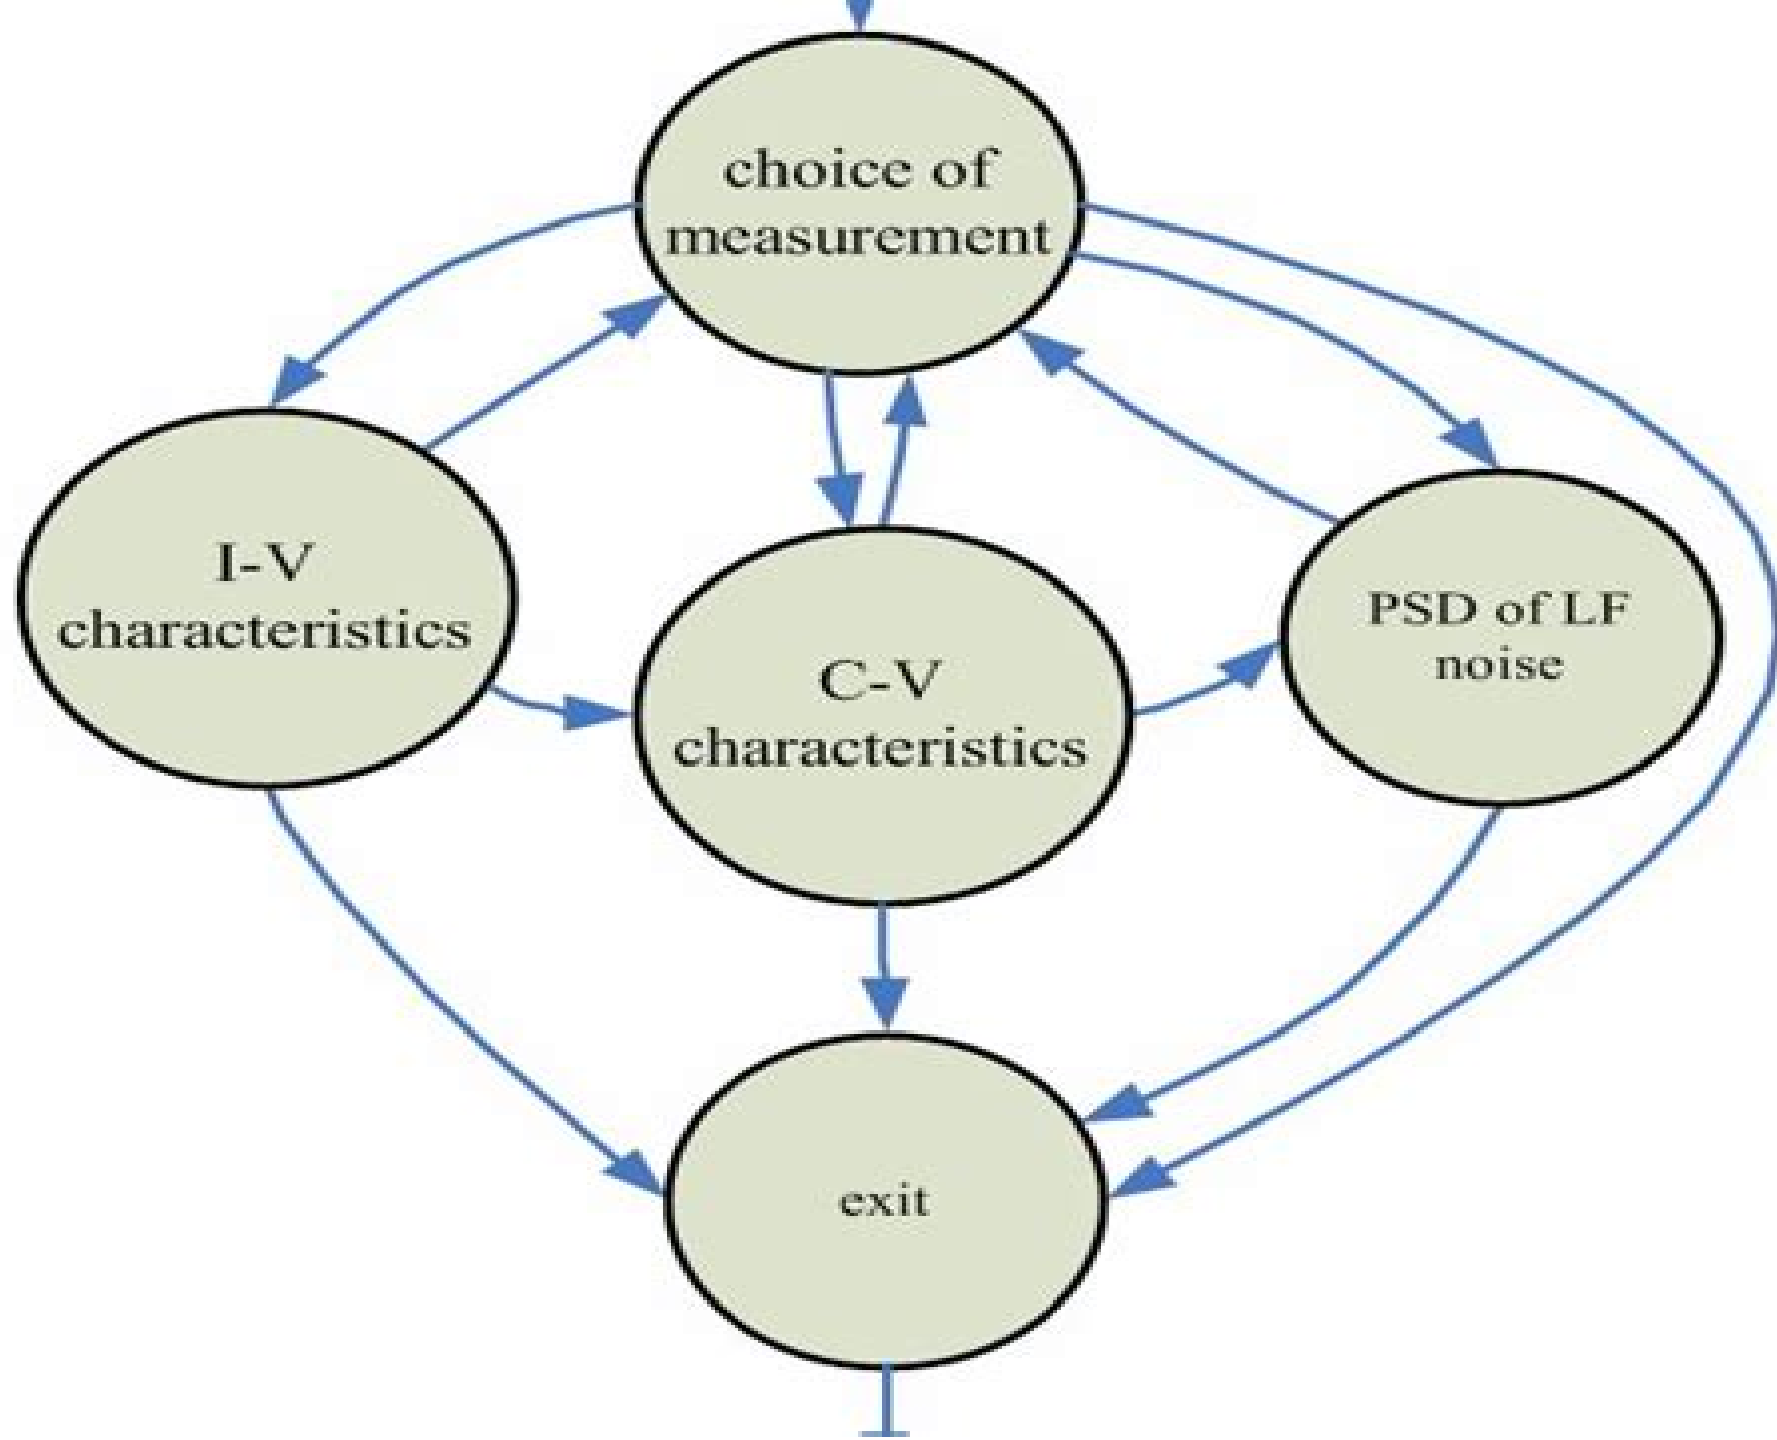 choice of
measurement
I-V
characteristics
C-V
characteristics
PSD of LF
noise
exit